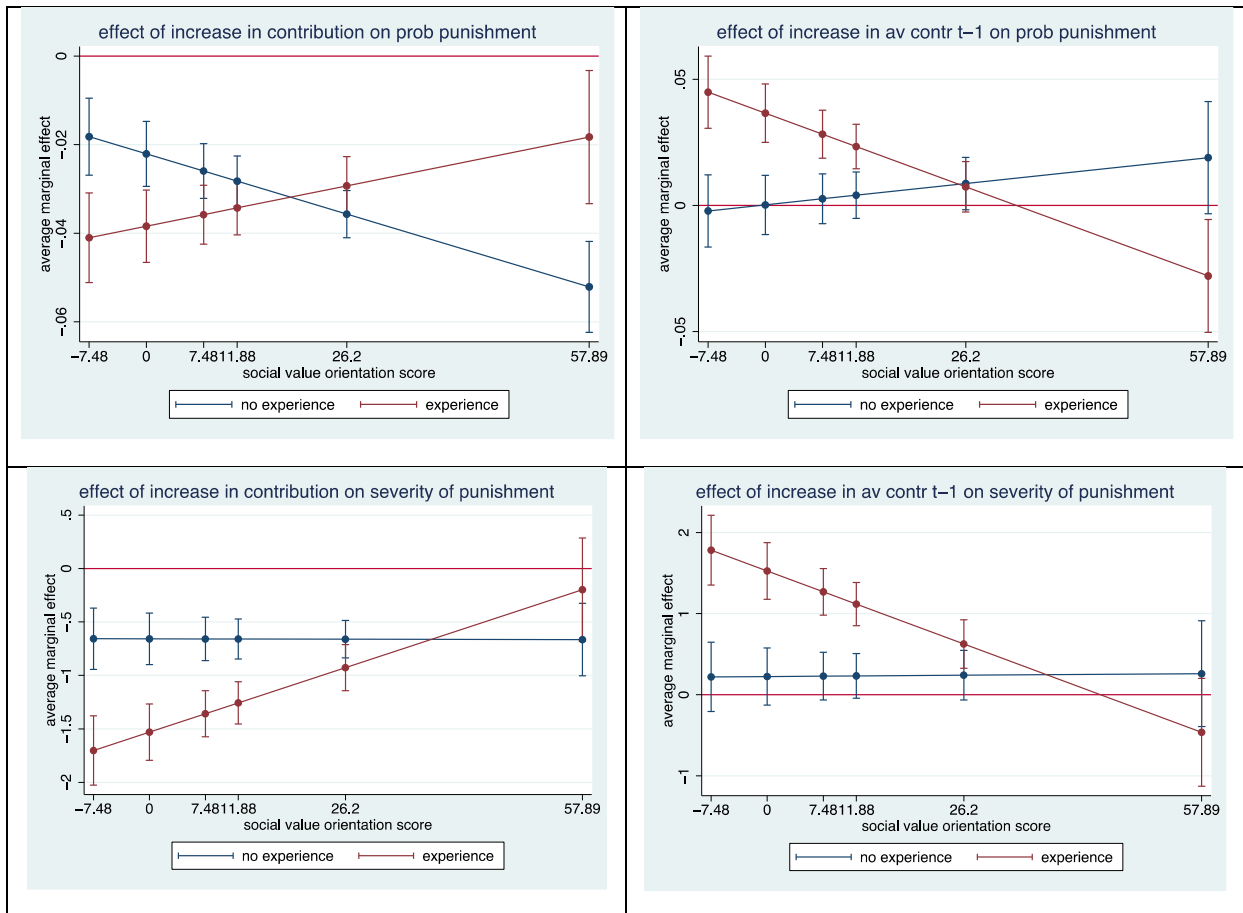 effect of increase in contribution on prob punishment
average marginal effect
0
−.02
−.04
−.06
−7.48
0
7.48
11.88
26.2
57.89
social value orientation score
no experience
experience
effect of increase in av contr t−1 on prob punishment
average marginal effect
.05
0
−.05
−7.48
0
7.48
11.88
26.2
57.89
social value orientation score
no experience
experience
effect of increase in contribution on severity of punishment
average marginal effect
.5
0
−.5
−1
−1.5
−2
−7.48
0
7.48
11.88
26.2
57.89
social value orientation score
no experience
experience
effect of increase in av contr t−1 on severity of punishment
average marginal effect
2
1
0
−1
−7.48
0
7.48
11.88
26.2
57.89
social value orientation score
no experience
experience